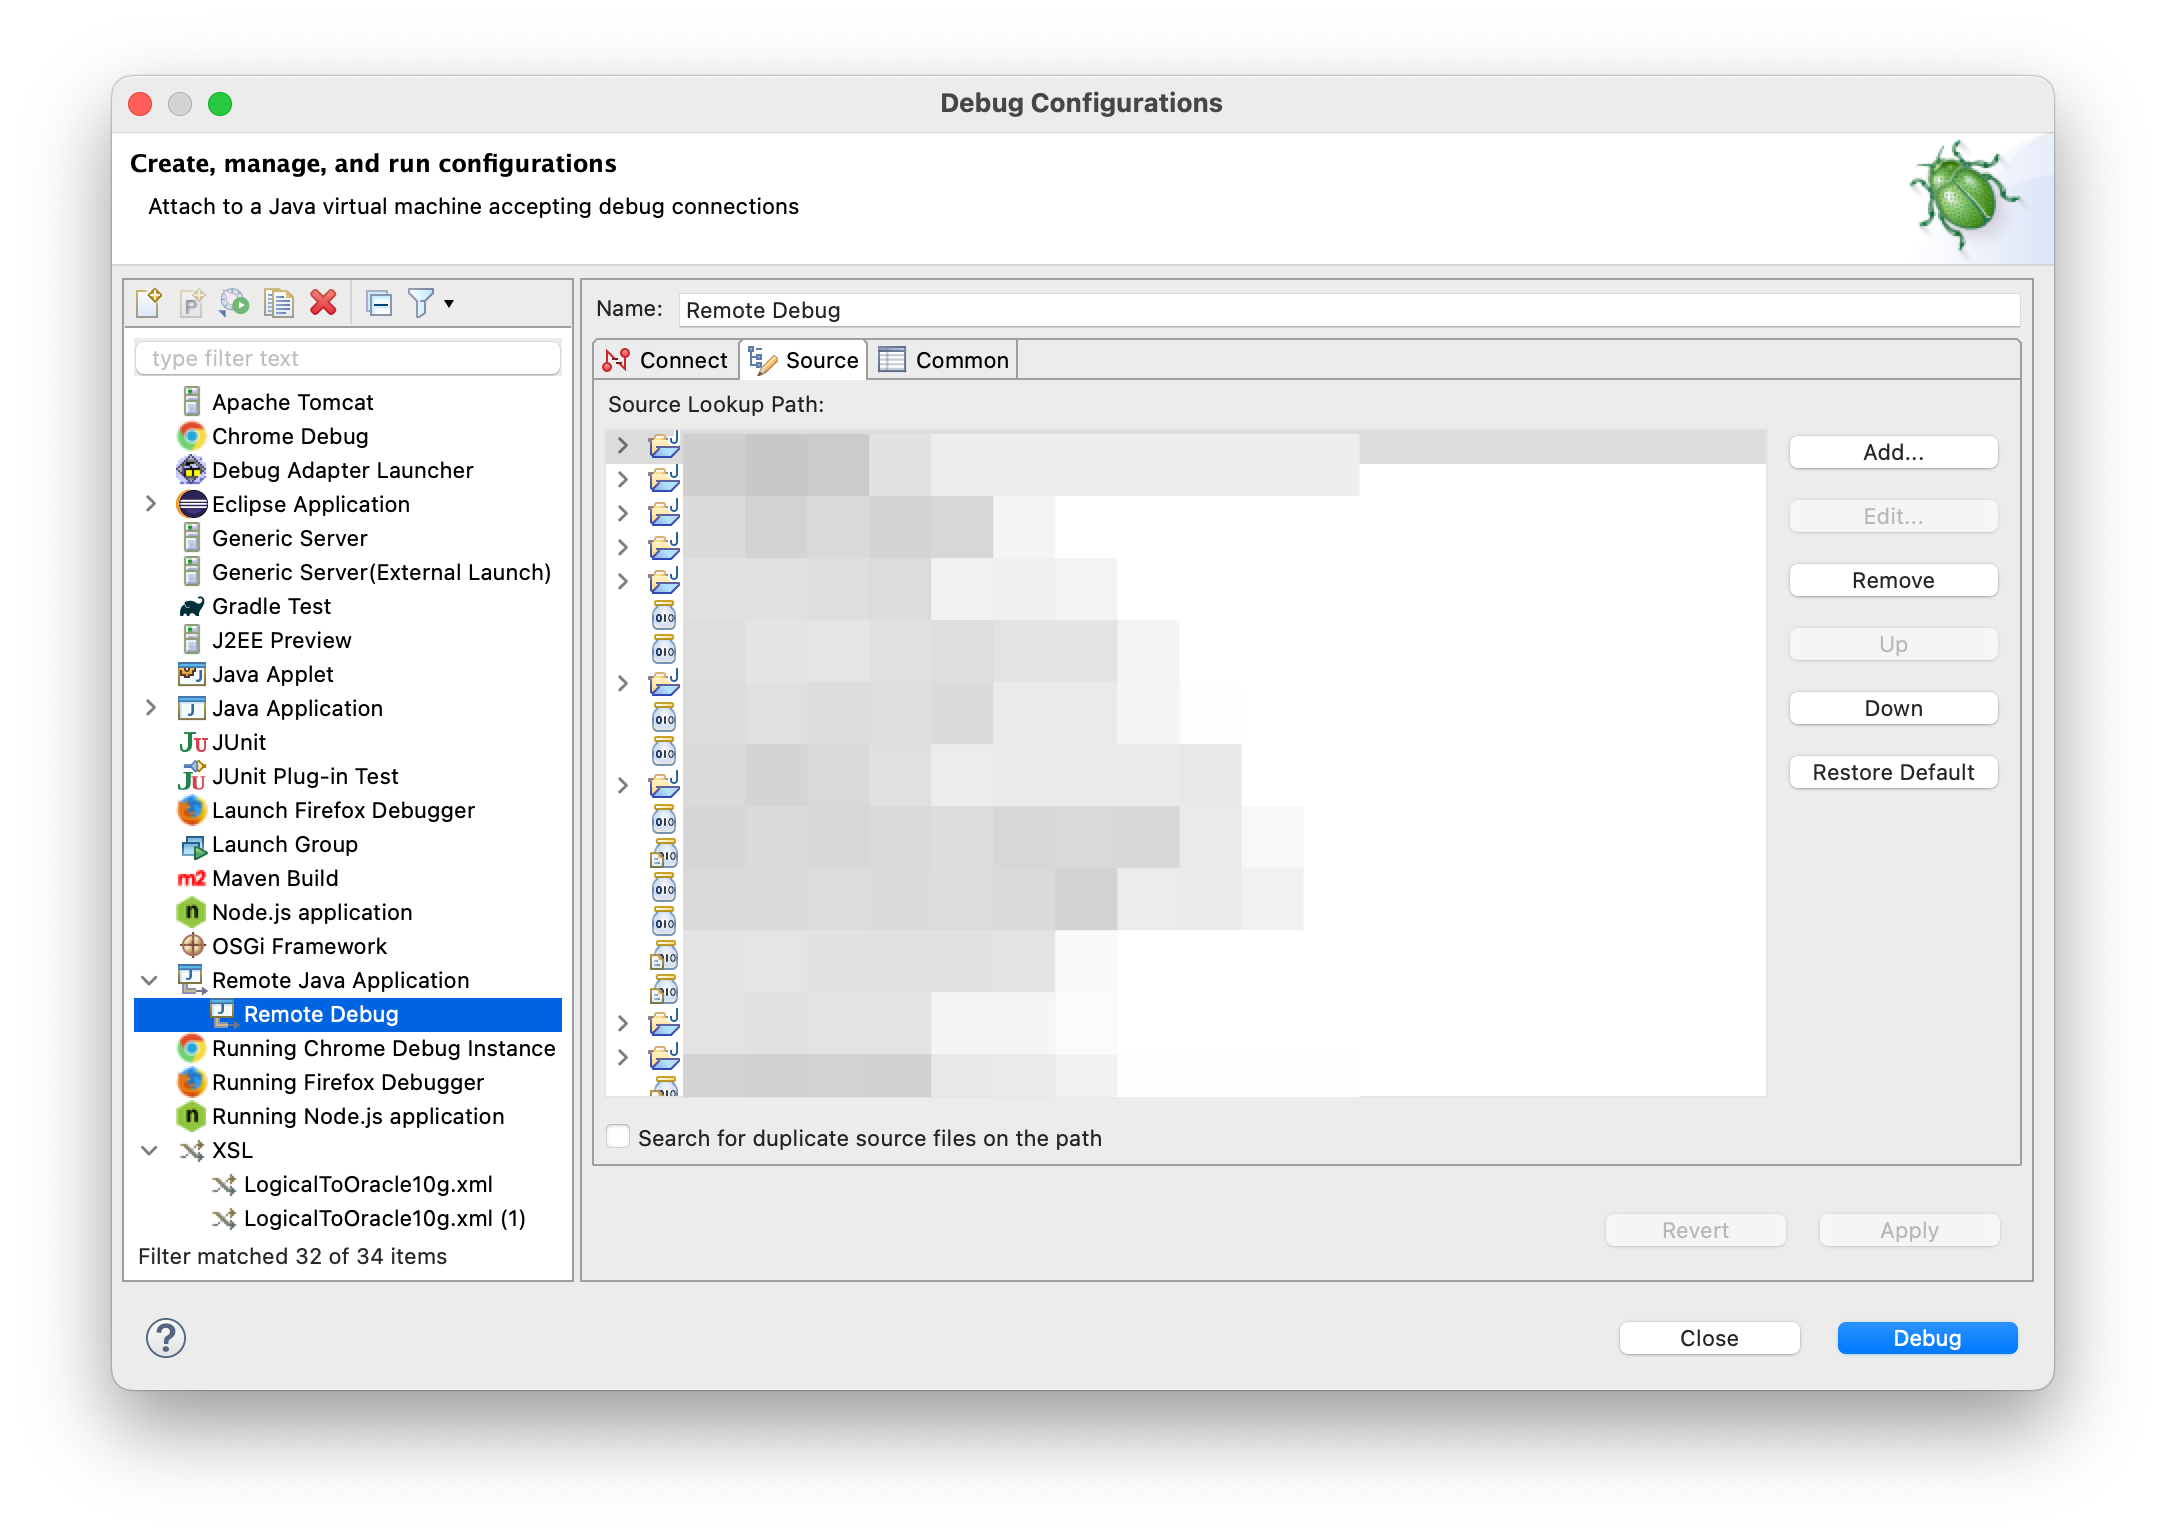 Debug Configurations
Create, manage, and run configurations
Attach to a Java virtual machine accepting debug connections
type filter text
Apache Tomcat
Chrome Debug
Debug Adapter Launcher
Eclipse Application
Generic Server
Generic Server(External Launch)
Gradle Test
J2EE Preview
Java Applet
Java Application
JUnit
JUnit Plug-in Test
Launch Firefox Debugger
Launch Group
Maven Build
Node.js application
OSGi Framework
Remote Java Application
Remote Debug
Running Chrome Debug Instance
Running Firefox Debugger
Running Node.js application
XSL
LogicalToOracle10g.xml
LogicalToOracle10g.xml (1)
Filter matched 32 of 34 items
Name: Remote Debug
Connect Source Common
Source Lookup Path:
Add...
Edit...
Remove
Up
Down
Restore Default
Search for duplicate source files on the path
Revert Apply
Close Debug